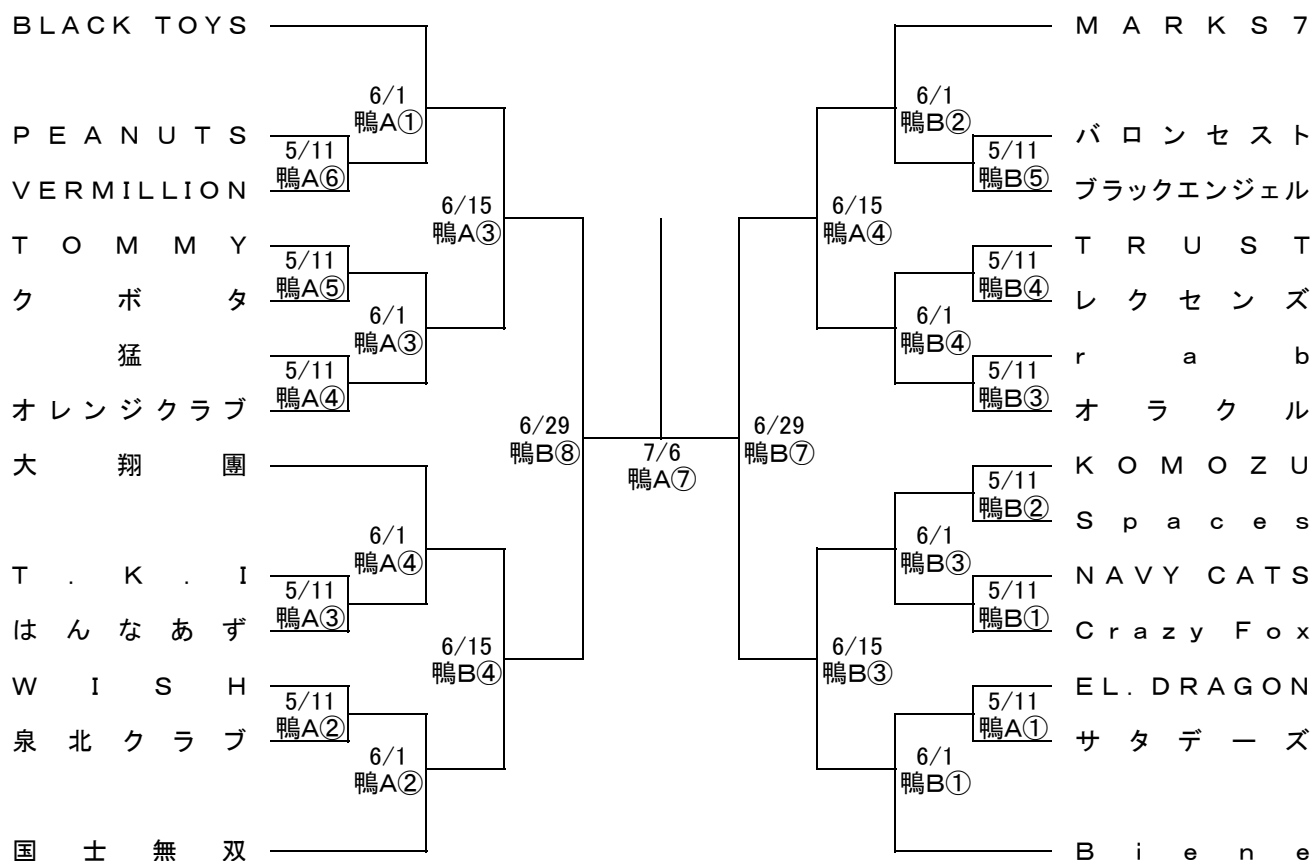 BLACK TOYS
6/1
鴨A①
PEANUTS
5/11
鴨A⑥
VERMILLION
6/15
鴨A③
TOMMY
5/11
鴨A⑤
クボタ
6/1
鴨A③
猛
5/11
鴨A④
オレンジクラブ
6/29
鴨B⑧
大翔團
6/1
鴨A④
T.K.I
5/11
鴨A③
はんなあず
6/15
鴨B④
WISH
5/11
鴨A②
泉北クラブ
6/1
鴨A②
国士無双
7/6
鴨A⑦
MARKS7
6/1
鴨B②
バロンセスト
5/11
鴨B⑤
ブラックエンジェル
6/15
鴨A④
TRUST
5/11
鴨B④
レクセンズ
6/1
鴨B④
rab
5/11
鴨B③
オラクル
6/29
鴨B⑦
KOMOZU
5/11
鴨B②
Spaces
6/1
鴨B③
NAVY CATS
5/11
鴨B①
Crazy Fox
6/15
鴨B③
EL.DRAGON
5/11
鴨A①
サタデーズ
6/1
鴨B①
Biene